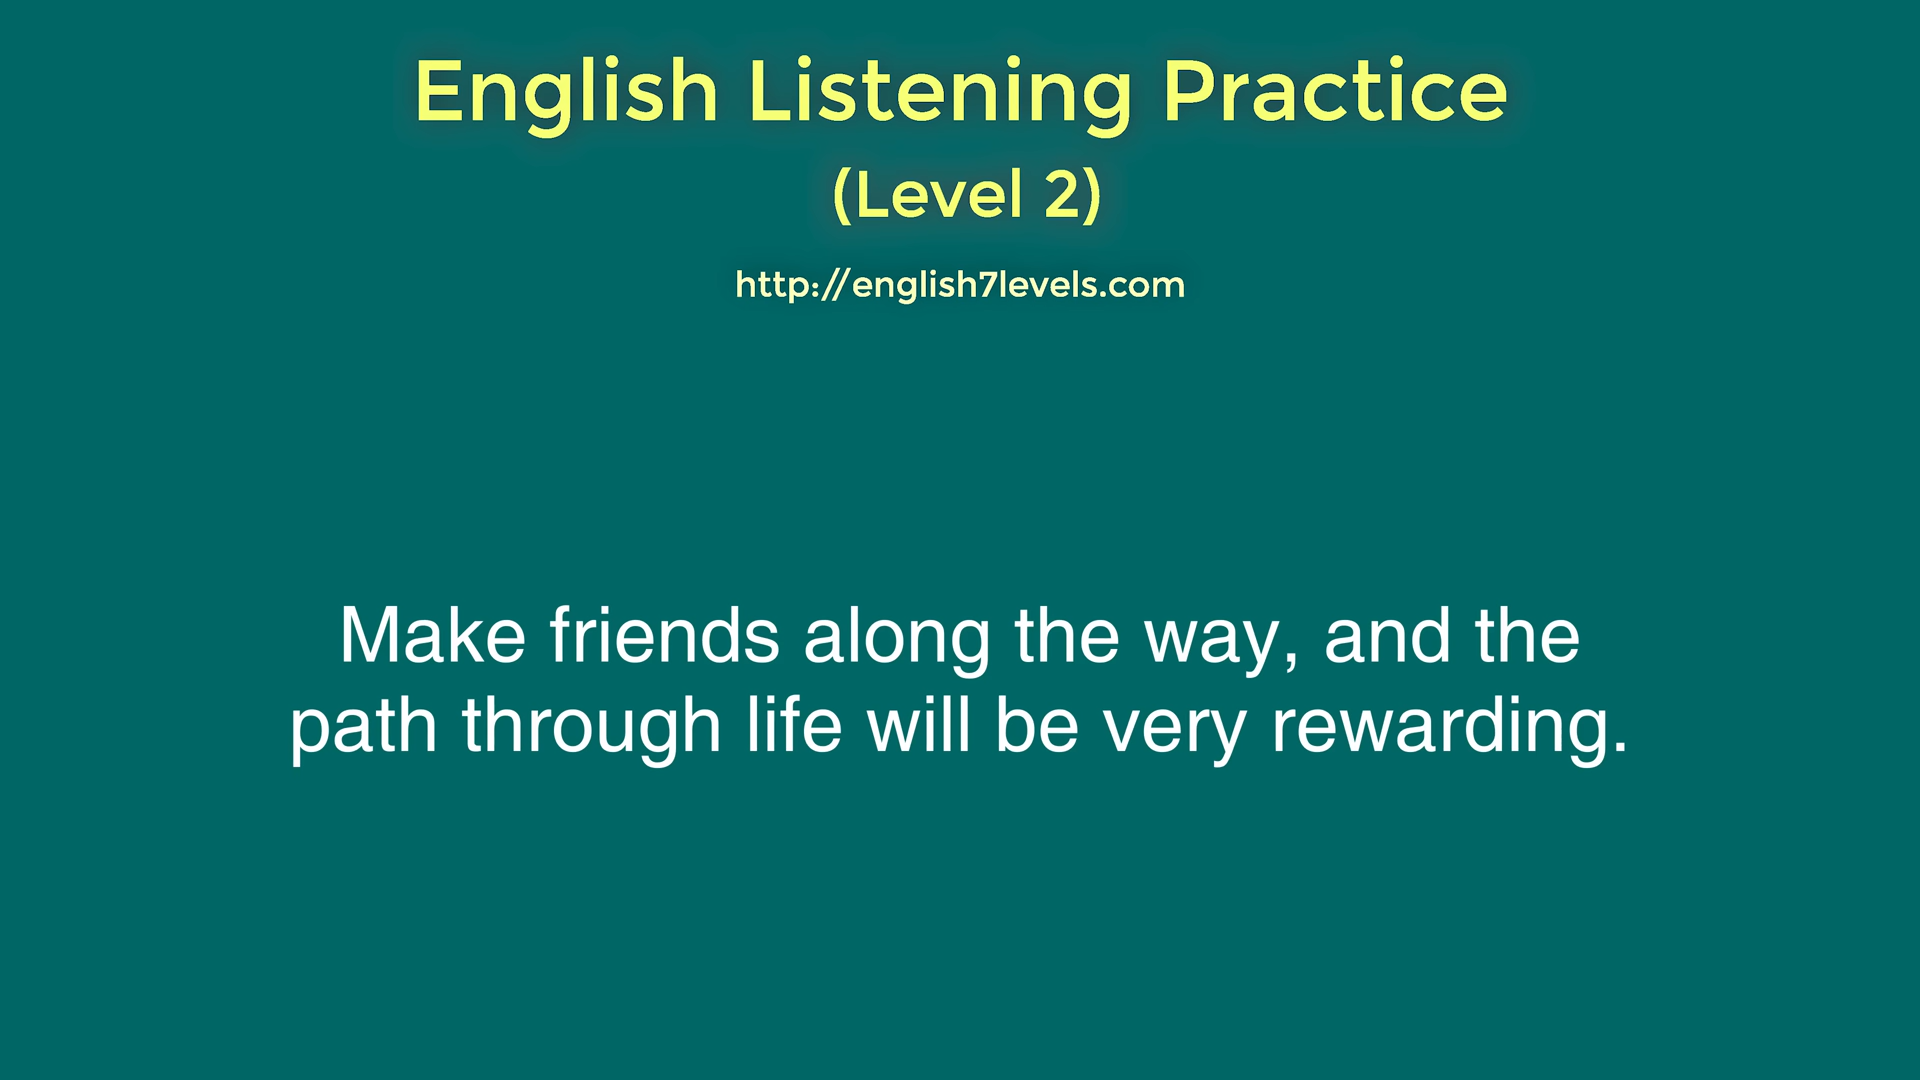 English Listening Practice
(Level 2)
http://english7levels.com
Make friends along the way, and the
path through life will be very rewarding.